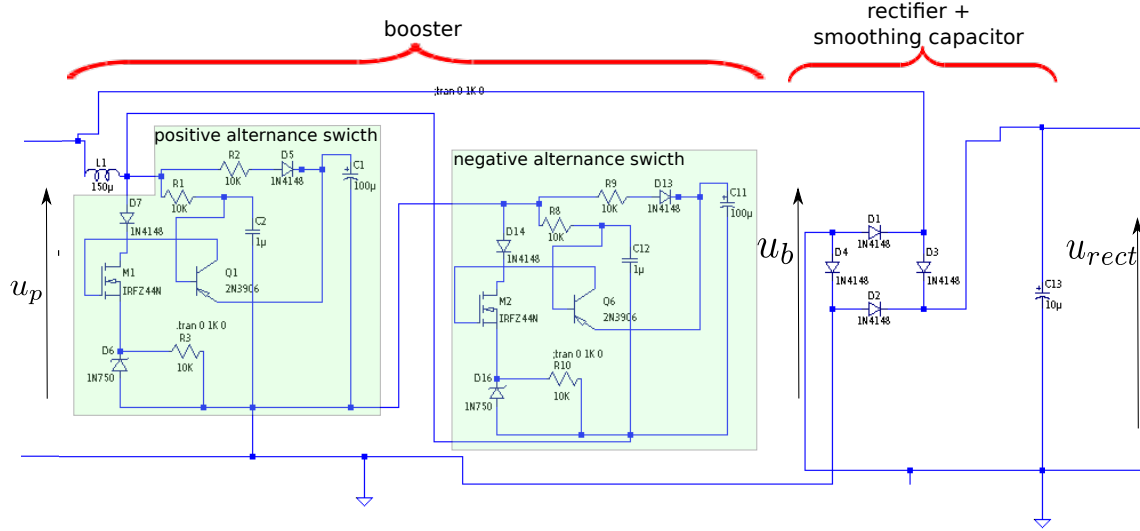 booster
rectifier +
smoothing capacitor
;tran 0 1K 0
positive alternance swicth
negative alternance swicth
L1
150µ
R2
10K
D5
1N4148
C1
100µ
R1
10K
D7
1N4148
C2
1µ
M1
IRFZ44N
Q1
2N3906
.tran 0 1K 0
R3
10K
D6
1N750
R9
10K
D13
1N4148
C11
100µ
R8
10K
D14
1N4148
C12
1µ
M2
IRFZ44N
Q6
2N3906
;tran 0 1K 0
R10
10K
D16
1N750
D1
1N4148
D4
1N4148
D3
1N4148
D2
1N4148
C13
10µ
u_p
u_b
u_rect